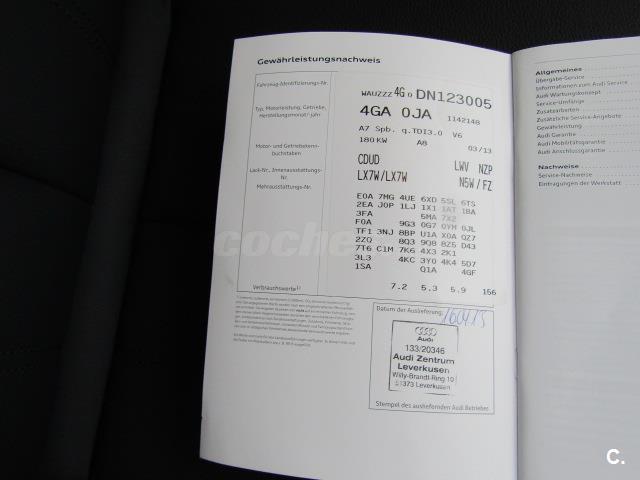 Gewährleistungsnachweis
Fahrzeug-Identifizierungs-Nr.
WAUZZZ 4G DN123005
Typ, Motorleistung, Getriebe,
Herstellungsmonat/-jahr
4GA 0JA 1142148
A7 Spb. q.TDI3.0 V6
180 KW A8 03/13
Motor- und Getriebekenn-
buchstaben
CDUD LWV NZP
Lack-Nr., Innenausstattungs-
Nr.
LX7W/LX7W N5W/FZ
Mehrausstattungs-Nr.
E0A 7MG 4UE 6XD 5SL 6TS
2EA J0P 1LJ 1X1 1AT 1BA
3FA 5MA 7X2
F0A 9G3 0G7 0YM 0JL
TF1 3NJ 8BP U1A X0A QZ7
2ZQ 8Q3 9Q8 8Z5 D43
7T6 C1M 7K6 4X3 2K1
3L3 4KC 3Y0 4K4 5D7
1SA Q1A 4GF
Verbrauchswerte
7.2 5.3 5.9 156
Datum der Auslieferung:
Audi
133/20346
Audi Zentrum
Leverkusen
Willy-Brandt-Ring 10
51373 Leverkusen
Stempel des ausliefernden Audi Betriebes
Allgemeines
Übergabe-Service
Informationen zum Audi Service
Audi Wartungskonzept
Service-Umfänge
Zusatzarbeiten
Zusätzliche Service-Angebote
Gewährleistung
Audi Garantie
Audi Mobilitätsgarantie
Audi Anschlussgarantie
Nachweise
Service-Nachweise
Eintragungen der Werkstatt
coche
C.